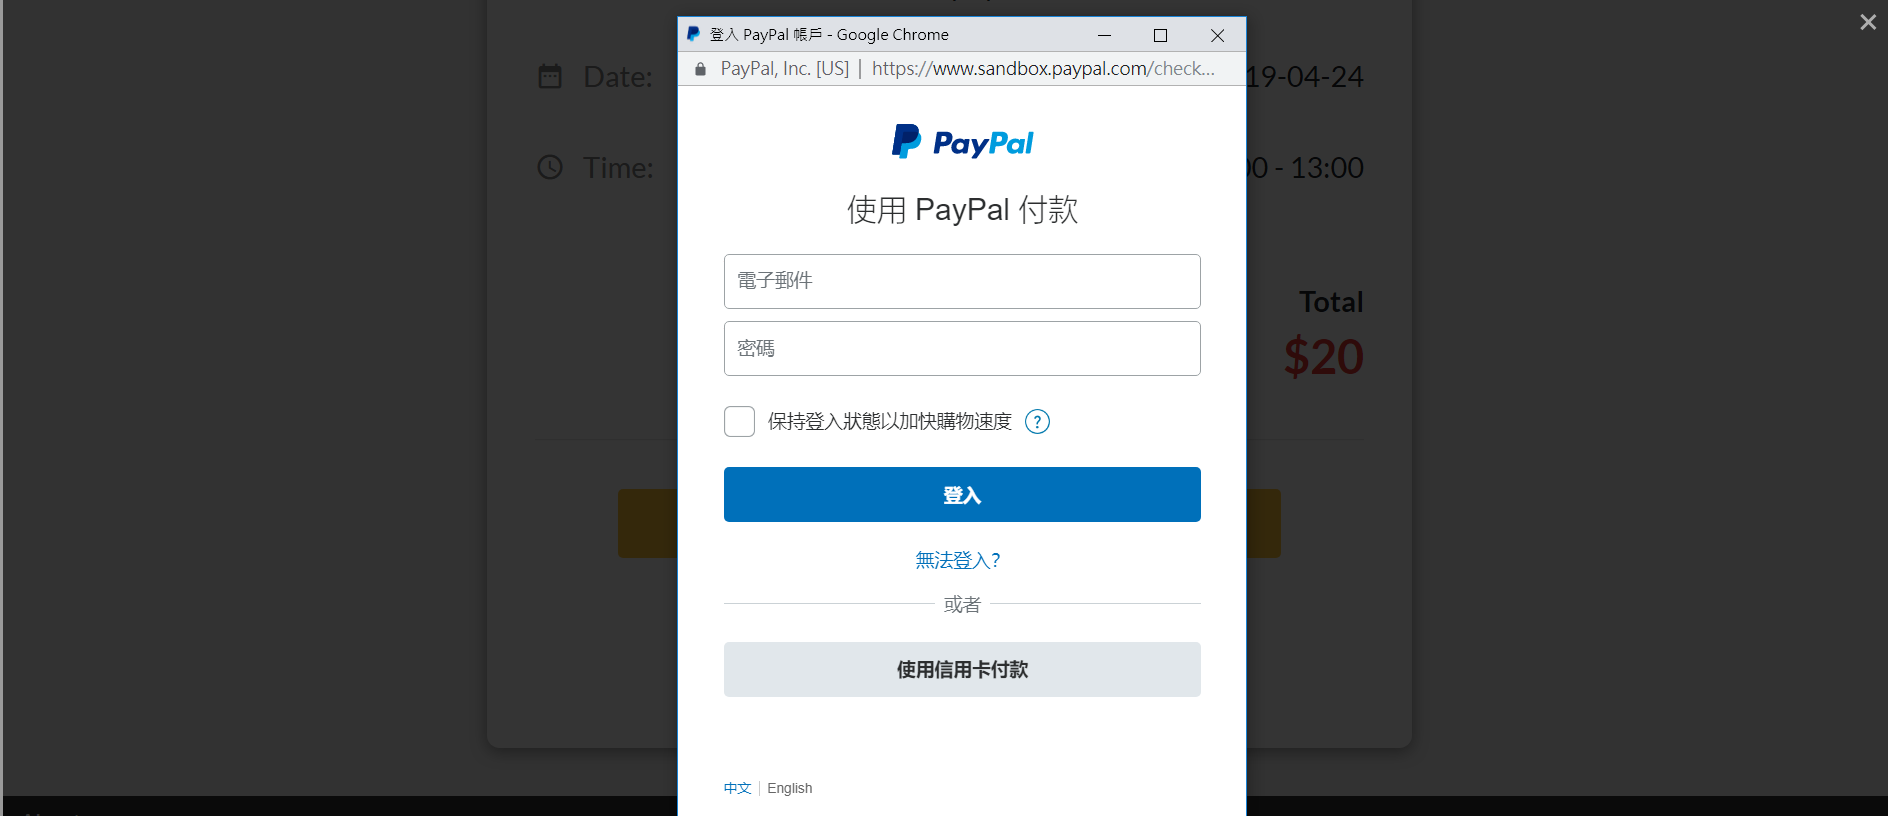 登入 PayPal 帳戶 - Google Chrome
PayPal, Inc. [US] | https://www.sandbox.paypal.com/check...
Date:
19-04-24
PayPal
Time:
00 - 13:00
使用 PayPal 付款
電子郵件
Total
密碼
$20
保持登入狀態以加快購物速度 ?
登入
無法登入?
或者
使用信用卡付款
中文 | English